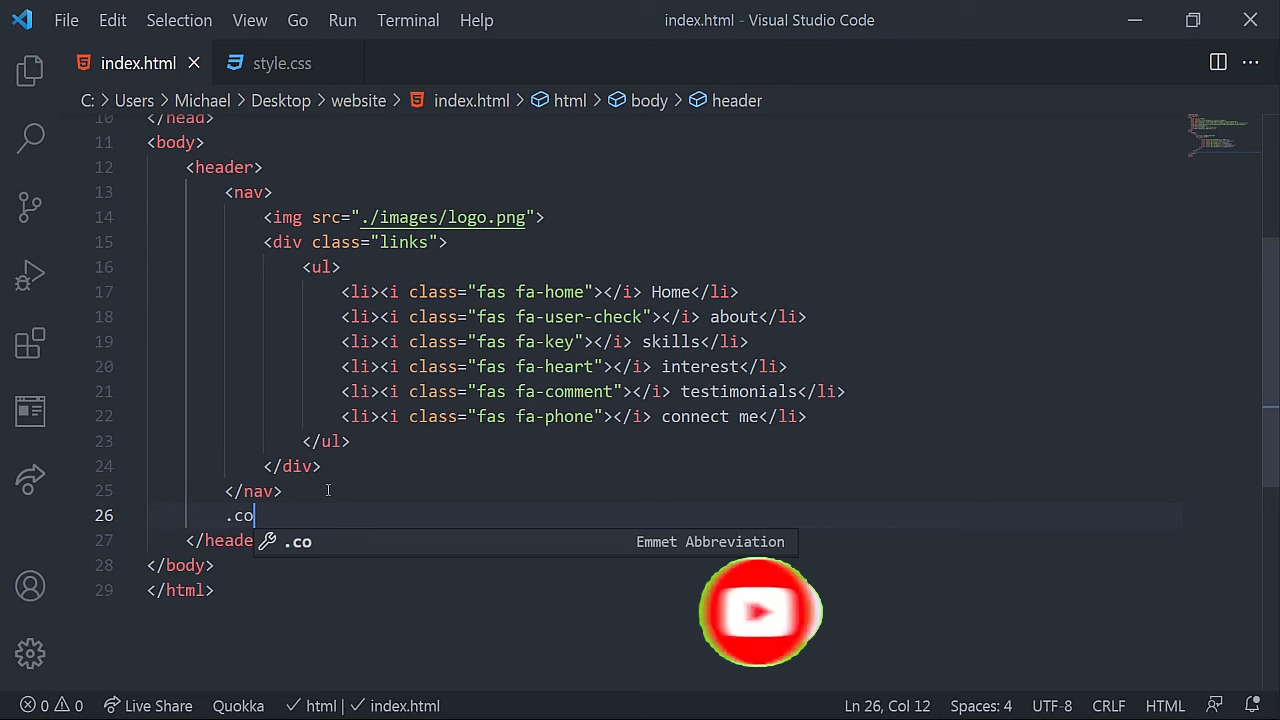 File Edit Selection View Go Run Terminal Help index.html - Visual Studio Code
index.html style.css
C: > Users > Michael > Desktop > website > index.html > html > body > header
10 </head>
11 <body>
12 <header>
13 <nav>
14 <img src="./images/logo.png">
15 <div class="links">
16 <ul>
17 <li><i class="fas fa-home"></i> Home</li>
18 <li><i class="fas fa-user-check"></i> about</li>
19 <li><i class="fas fa-key"></i> skills</li>
20 <li><i class="fas fa-heart"></i> interest</li>
21 <li><i class="fas fa-comment"></i> testimonials</li>
22 <li><i class="fas fa-phone"></i> connect me</li>
23 </ul>
24 </div>
25 </nav>
26 .co
27 </heade
.co Emmet Abbreviation
28 </body>
29 </html>
0 0 Live Share Quokka html | index.html Ln 26, Col 12 Spaces: 4 UTF-8 CRLF HTML